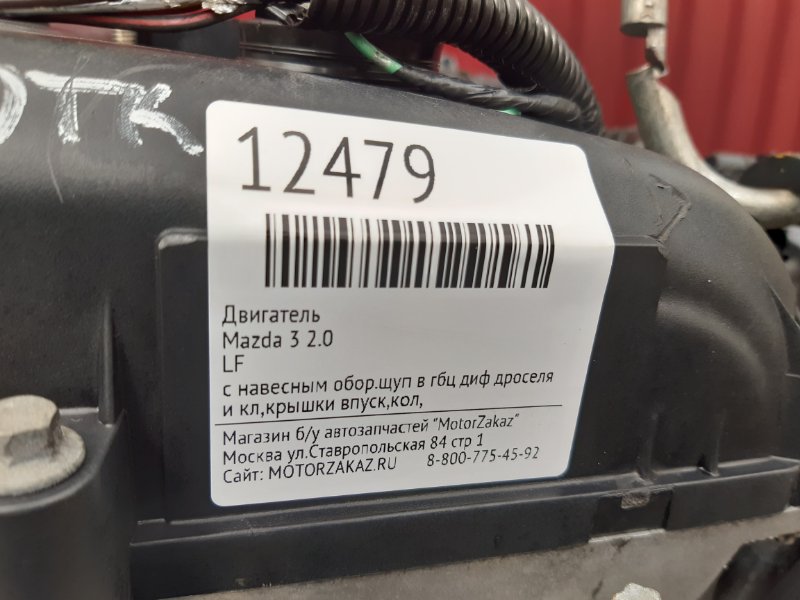 ОТК
12479
Двигатель
Mazda 3 2.0
LF
с навесным обор.щуп в гбц диф дроселя
и кл,крышки впуск,кол,
Магазин б/у автозапчастей "MotorZakaz"
Москва ул.Ставропольская 84 стр 1
Сайт: MOTORZAKAZ.RU 8-800-775-45-92